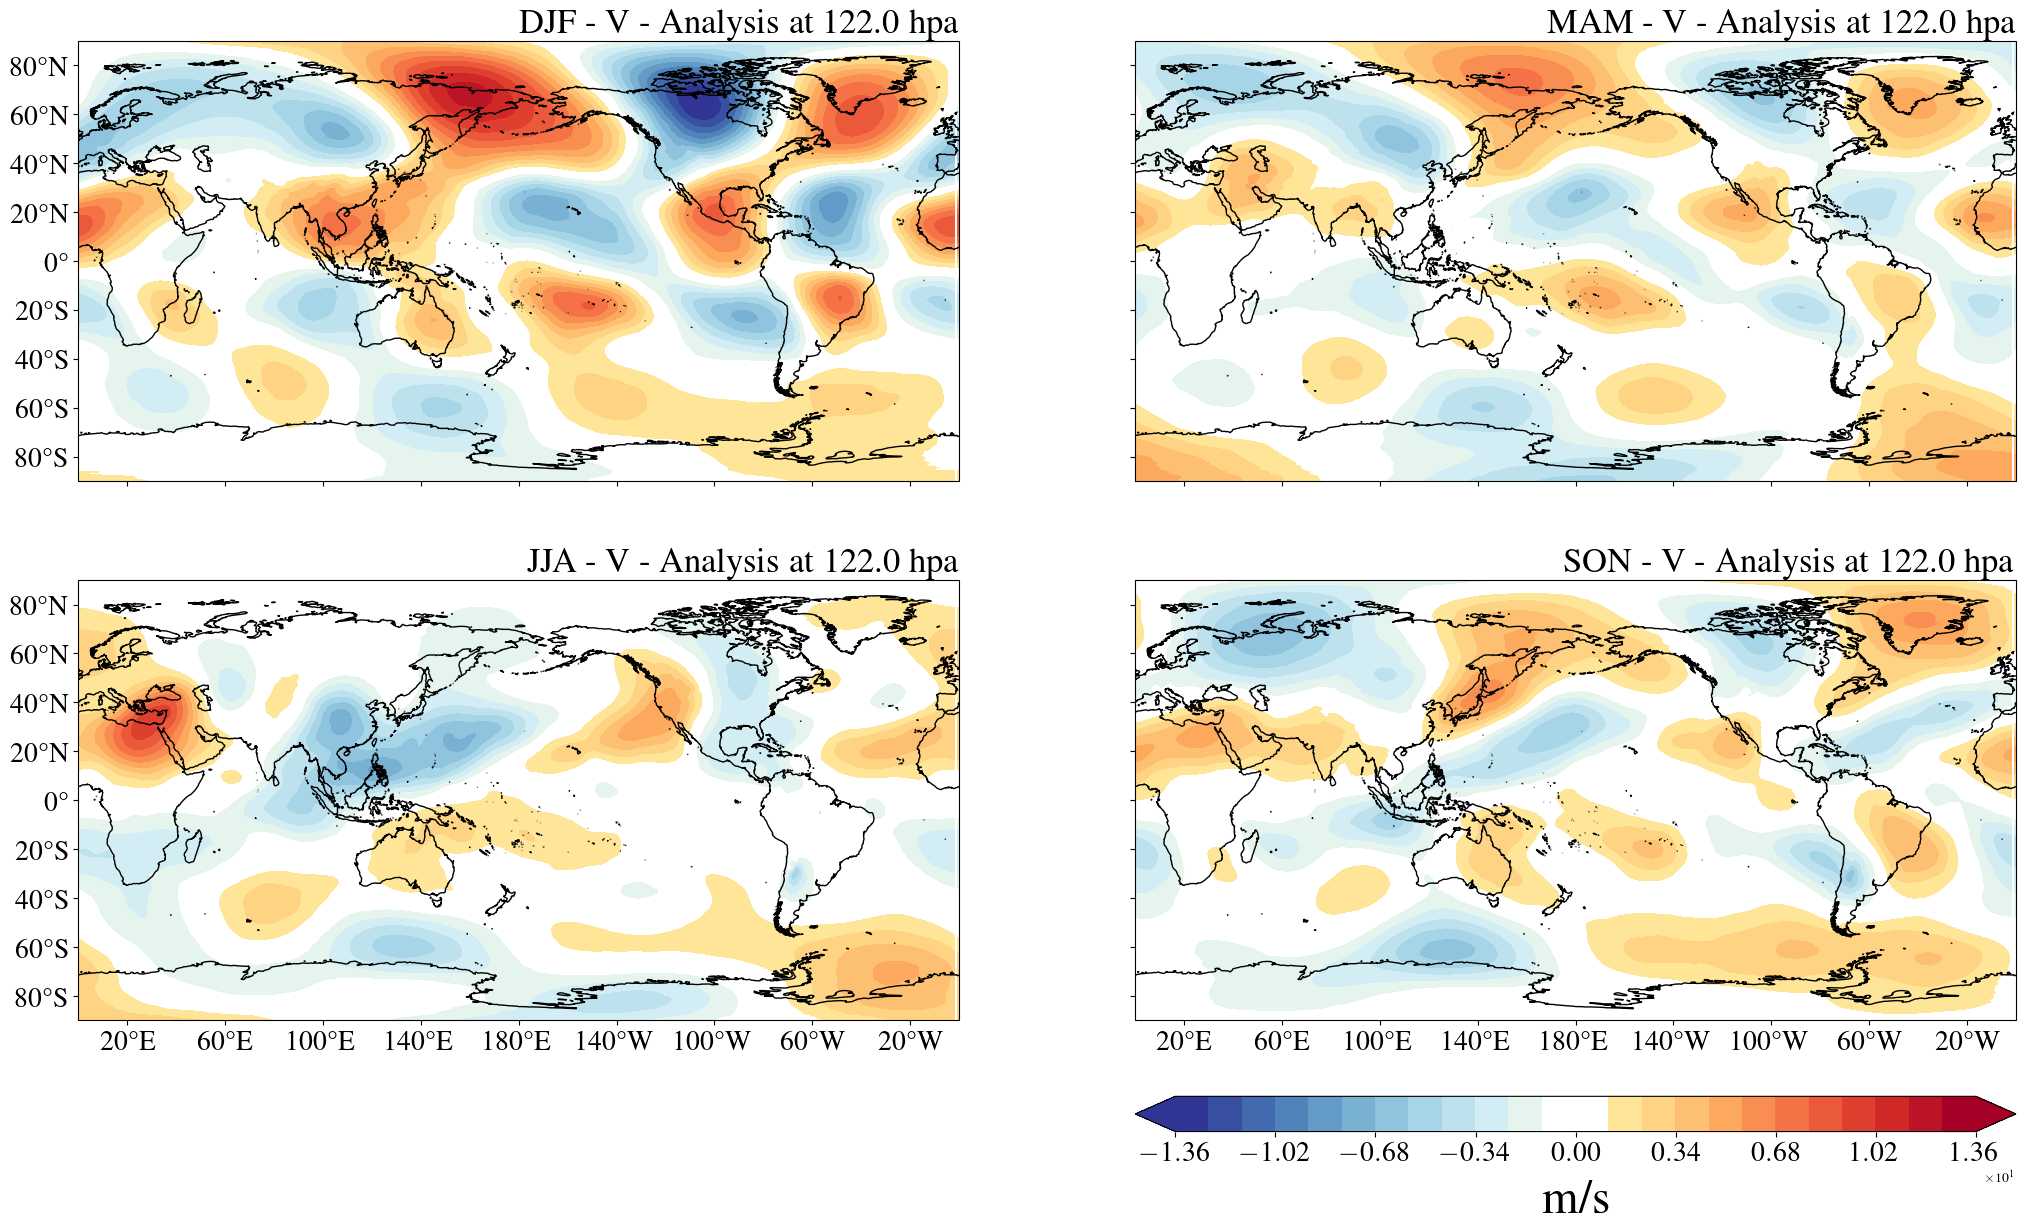 DJF - V - Analysis at 122.0 hpa
MAM - V - Analysis at 122.0 hpa
80°N
60°N
40°N
20°N
0°
20°S
40°S
60°S
80°S
JJA - V - Analysis at 122.0 hpa
SON - V - Analysis at 122.0 hpa
80°N
60°N
40°N
20°N
0°
20°S
40°S
60°S
80°S
20°E 60°E 100°E 140°E 180°E 140°W 100°W 60°W 20°W
20°E 60°E 100°E 140°E 180°E 140°W 100°W 60°W 20°W
−1.36 −1.02 −0.68 −0.34 0.00 0.34 0.68 1.02 1.36
×10¹
m/s